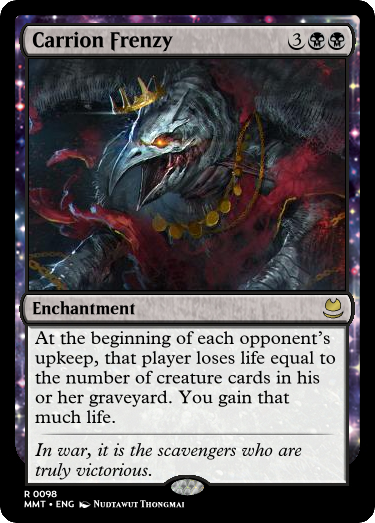 Carrion Frenzy 3
Enchantment
At the beginning of each opponent's
upkeep, that player loses life equal to
the number of creature cards in his
or her graveyard. You gain that
much life.
In war, it is the scavengers who are
truly victorious.
R 0098
MMT • ENG Nudtawut Thongmai